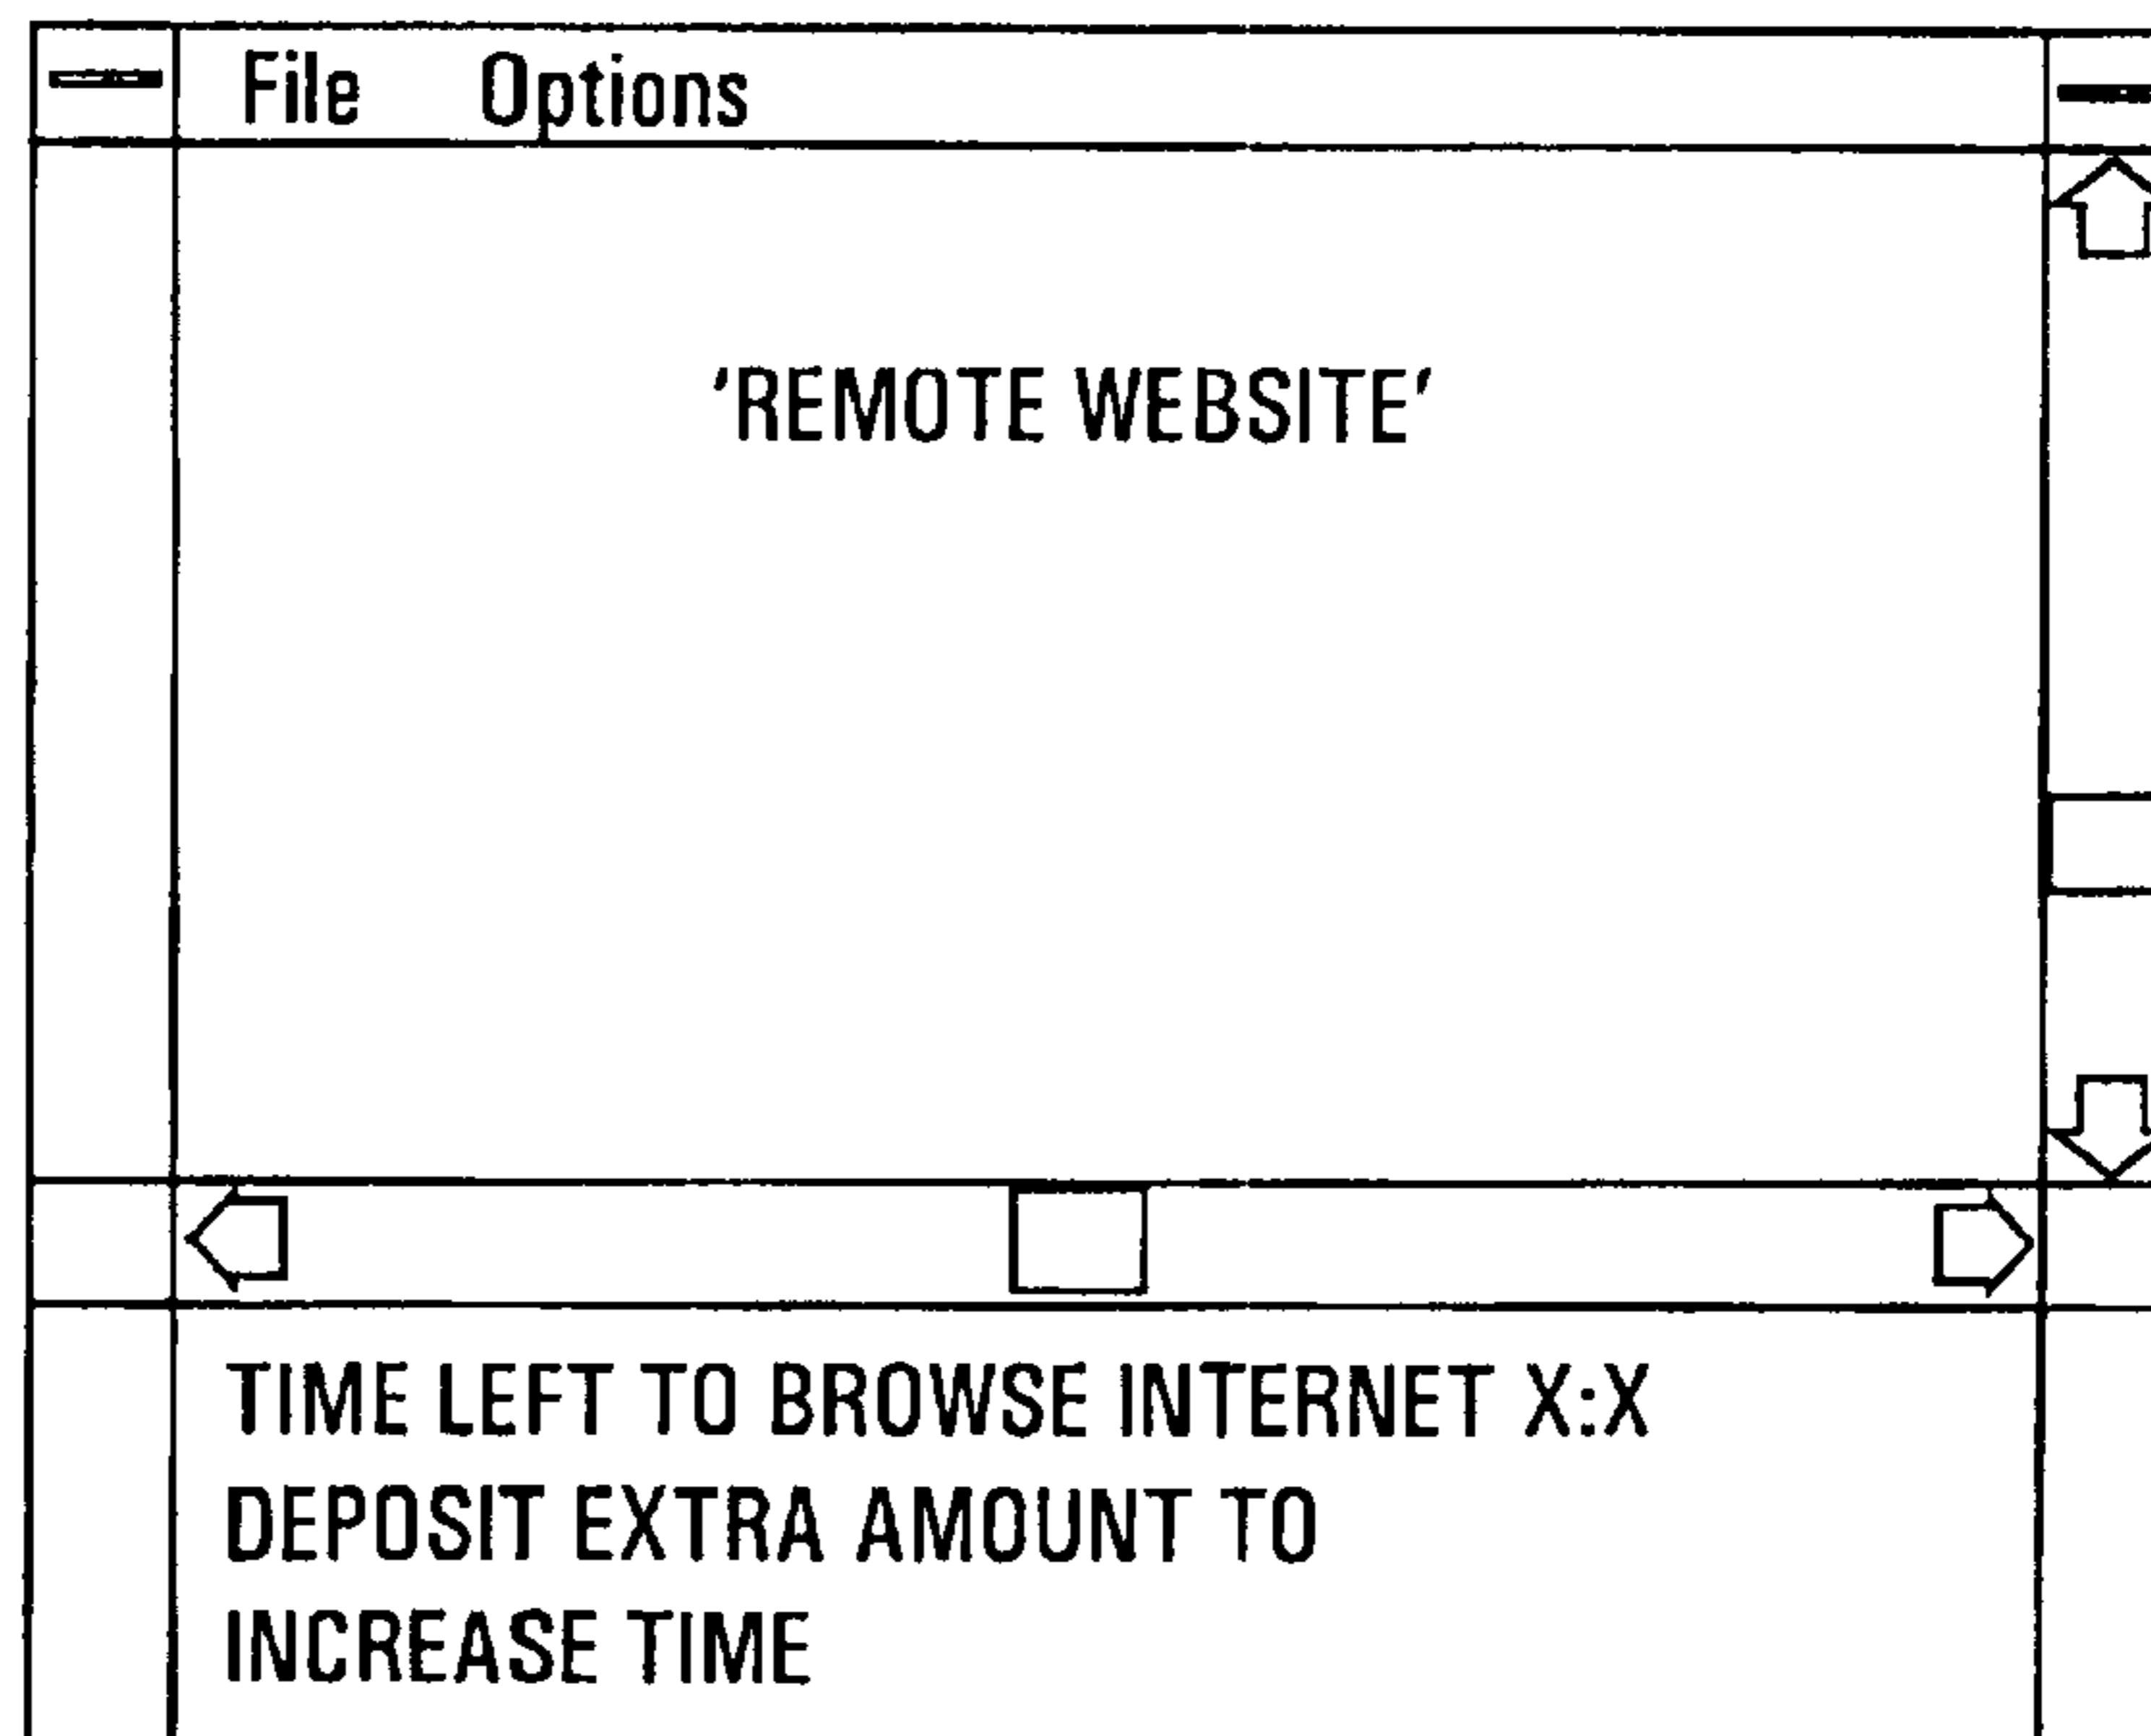 File Options
'REMOTE WEBSITE'
TIME LEFT TO BROWSE INTERNET X:X
DEPOSIT EXTRA AMOUNT TO
INCREASE TIME